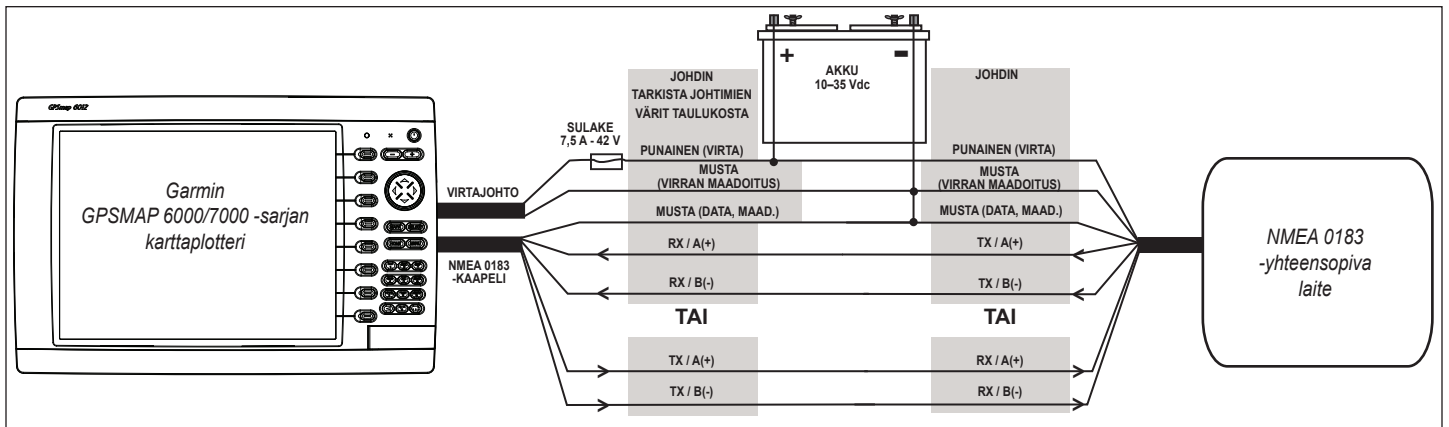 GPSmap 6012
Garmin
GPSMAP 6000/7000 -sarjan
karttaplotteri
VIRTAJOHTO
NMEA 0183
-KAAPELI
SULAKE
7,5 A - 42 V
JOHDIN
TARKISTA JOHTIMIEN
VÄRIT TAULUKOSTA
+
-
AKKU
10–35 Vdc
JOHDIN
PUNAINEN (VIRTA)
PUNAINEN (VIRTA)
MUSTA
(VIRRAN MAADOITUS)
MUSTA
(VIRRAN MAADOITUS)
MUSTA (DATA, MAAD.)
MUSTA (DATA, MAAD.)
RX / A(+)
TX / A(+)
RX / B(-)
TX / B(-)
TAI
TAI
TX / A(+)
RX / A(+)
TX / B(-)
RX / B(-)
NMEA 0183
-yhteensopiva
laite